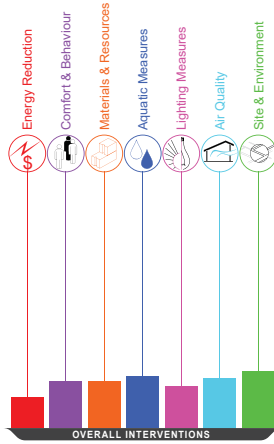 Energy Reduction
Comfort & Behaviour
Materials & Resources
Aquatic Measures
Lighting Measures
Air Quality
Site & Environment
$
OVERALL INTERVENTIONS